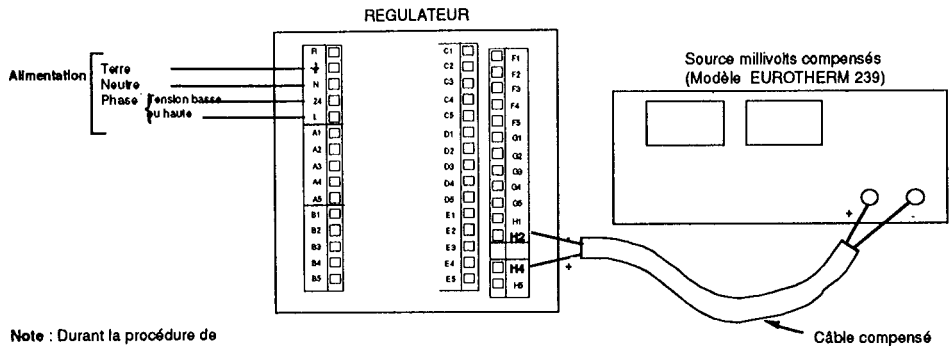 REGULATEUR
Alimentation
Terre
Neutre
Phase
Tension basse
ou haute
R
N
24
L
A1
A2
A3
A4
A5
B1
B2
B3
B4
B5
C1
C2
C3
C4
C5
D1
D2
D3
D4
D5
E1
E2
E3
E4
E5
F1
F2
F3
F4
F5
G1
G2
G3
G4
G5
H1
H2
H4
H5
-
+
Source millivolts compensés
(Modèle EUROTHERM 239)
+
-
Câble compensé
Note : Durant la procédure de